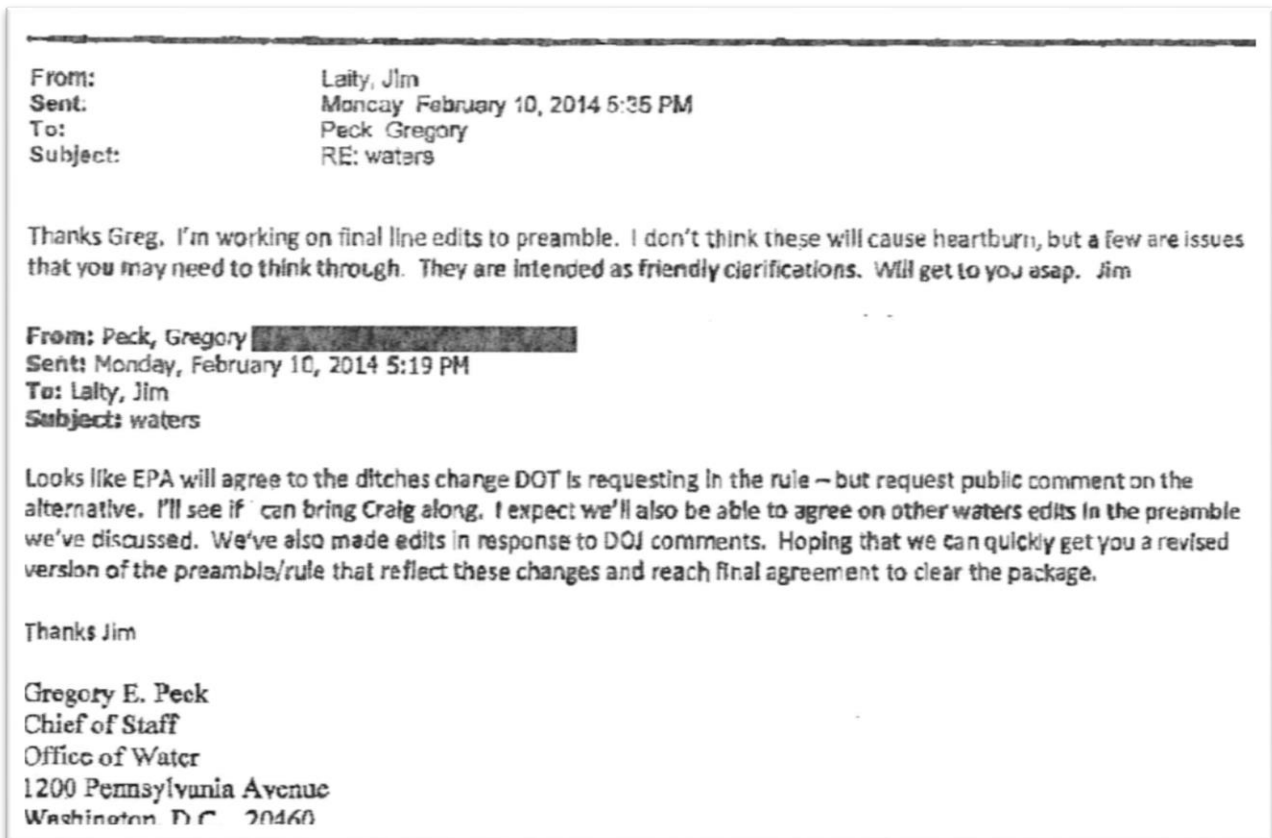 From: Laity, Jim
Sent: Moncay February 10, 2014 5:35 PM
To: Peck Gregory
Subject: RE: waters
Thanks Greg. I'm working on final line edits to preamble. I don't think these will cause heartburn, but a few are issues
that you may need to think through. They are intended as friendly clarifications. Will get to you asap. Jim
From: Peck, Gregory
Sent: Monday, February 10, 2014 5:19 PM
To: Laity, Jim
Subject: waters
Looks like EPA will agree to the ditches change DOT is requesting in the rule – but request public comment on the
alternative. I'll see if can bring Craig along. I expect we'll also be able to agree on other waters edits in the preamble
we've discussed. We've also made edits in response to DOJ comments. Hoping that we can quickly get you a revised
version of the preamble/rule that reflect these changes and reach final agreement to clear the package.
Thanks Jim
Gregory E. Peck
Chief of Staff
Office of Water
1200 Pennsylvania Avenue
Washington, D.C. 20460